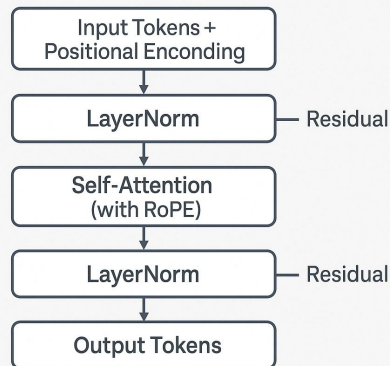 Input Tokens +
Positional Enconding
LayerNorm
Residual
Self-Attention
(with RoPE)
LayerNorm
Residual
Output Tokens